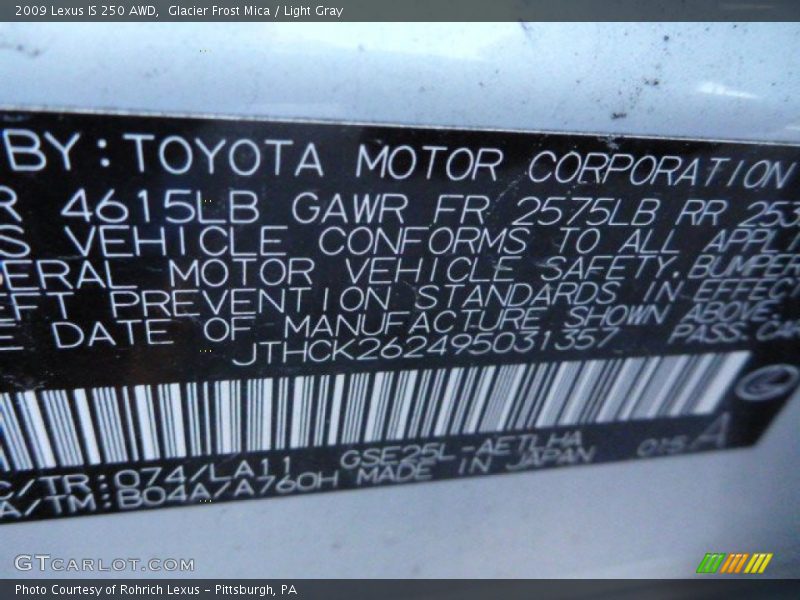 2009 Lexus IS 250 AWD,  Glacier Frost Mica / Light Gray
BY: TOYOTA MOTOR CORPORATION
R 4615LB GAWR FR 2575LB RR 253
S VEHICLE CONFORMS TO ALL APPLI
DERAL MOTOR VEHICLE SAFETY, BUMPER
EFT PREVENTION STANDARDS IN EFFECT
E DATE OF MANUFACTURE SHOWN ABOVE.
JTHCK262495031357 PASS CAR
C/TR:074/LA11 GSE25L-AETLHA 015 A
A/TM:B04A/A760H MADE IN JAPAN
GTCARLOT.COM
Photo Courtesy of Rohrich Lexus - Pittsburgh, PA